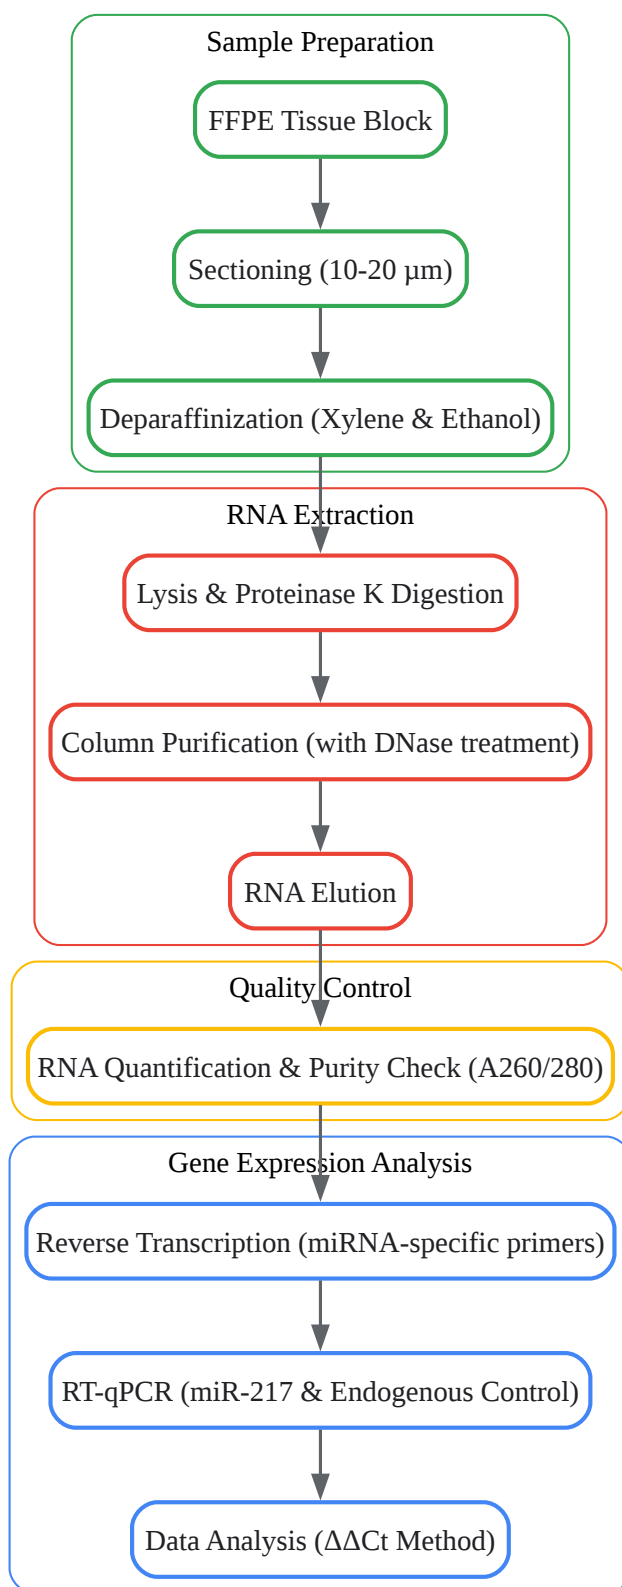 Sample Preparation
FFPE Tissue Block
Sectioning (10-20 µm)
Deparaffinization (Xylene & Ethanol)
RNA Extraction
Lysis & Proteinase K Digestion
Column Purification (with DNase treatment)
RNA Elution
Quality Control
RNA Quantification & Purity Check (A260/280)
Gene Expression Analysis
Reverse Transcription (miRNA-specific primers)
RT-qPCR (miR-217 & Endogenous Control)
Data Analysis (ΔΔCt Method)